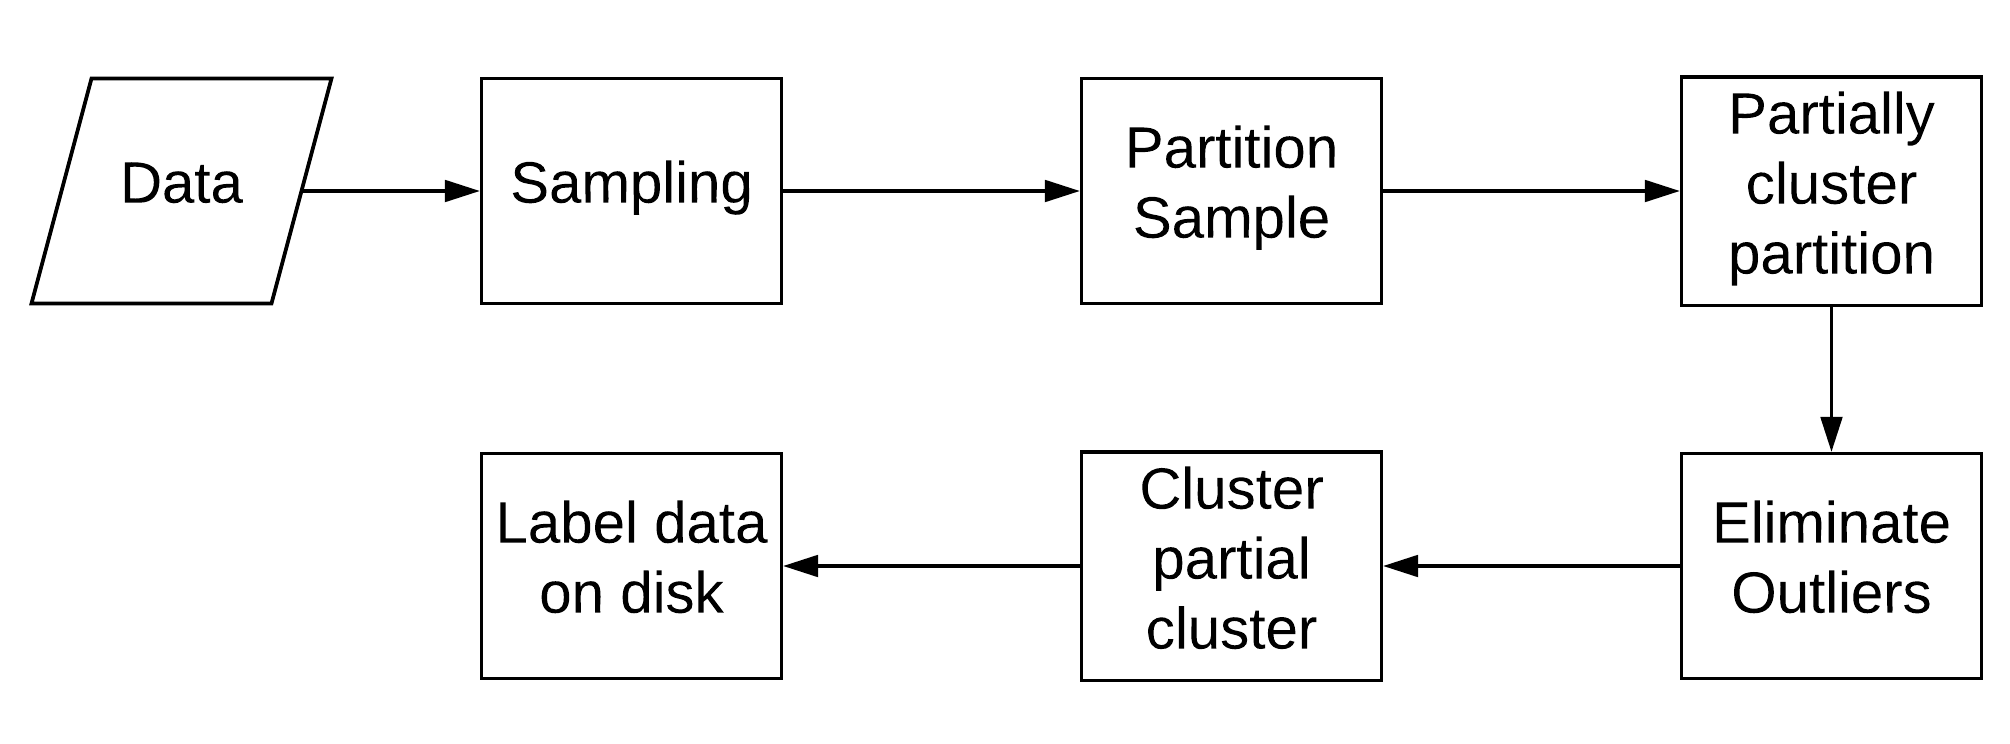 Data
Sampling
Partition
Sample
Partially
cluster
partition
Eliminate
Outliers
Cluster
partial
cluster
Label data
on disk